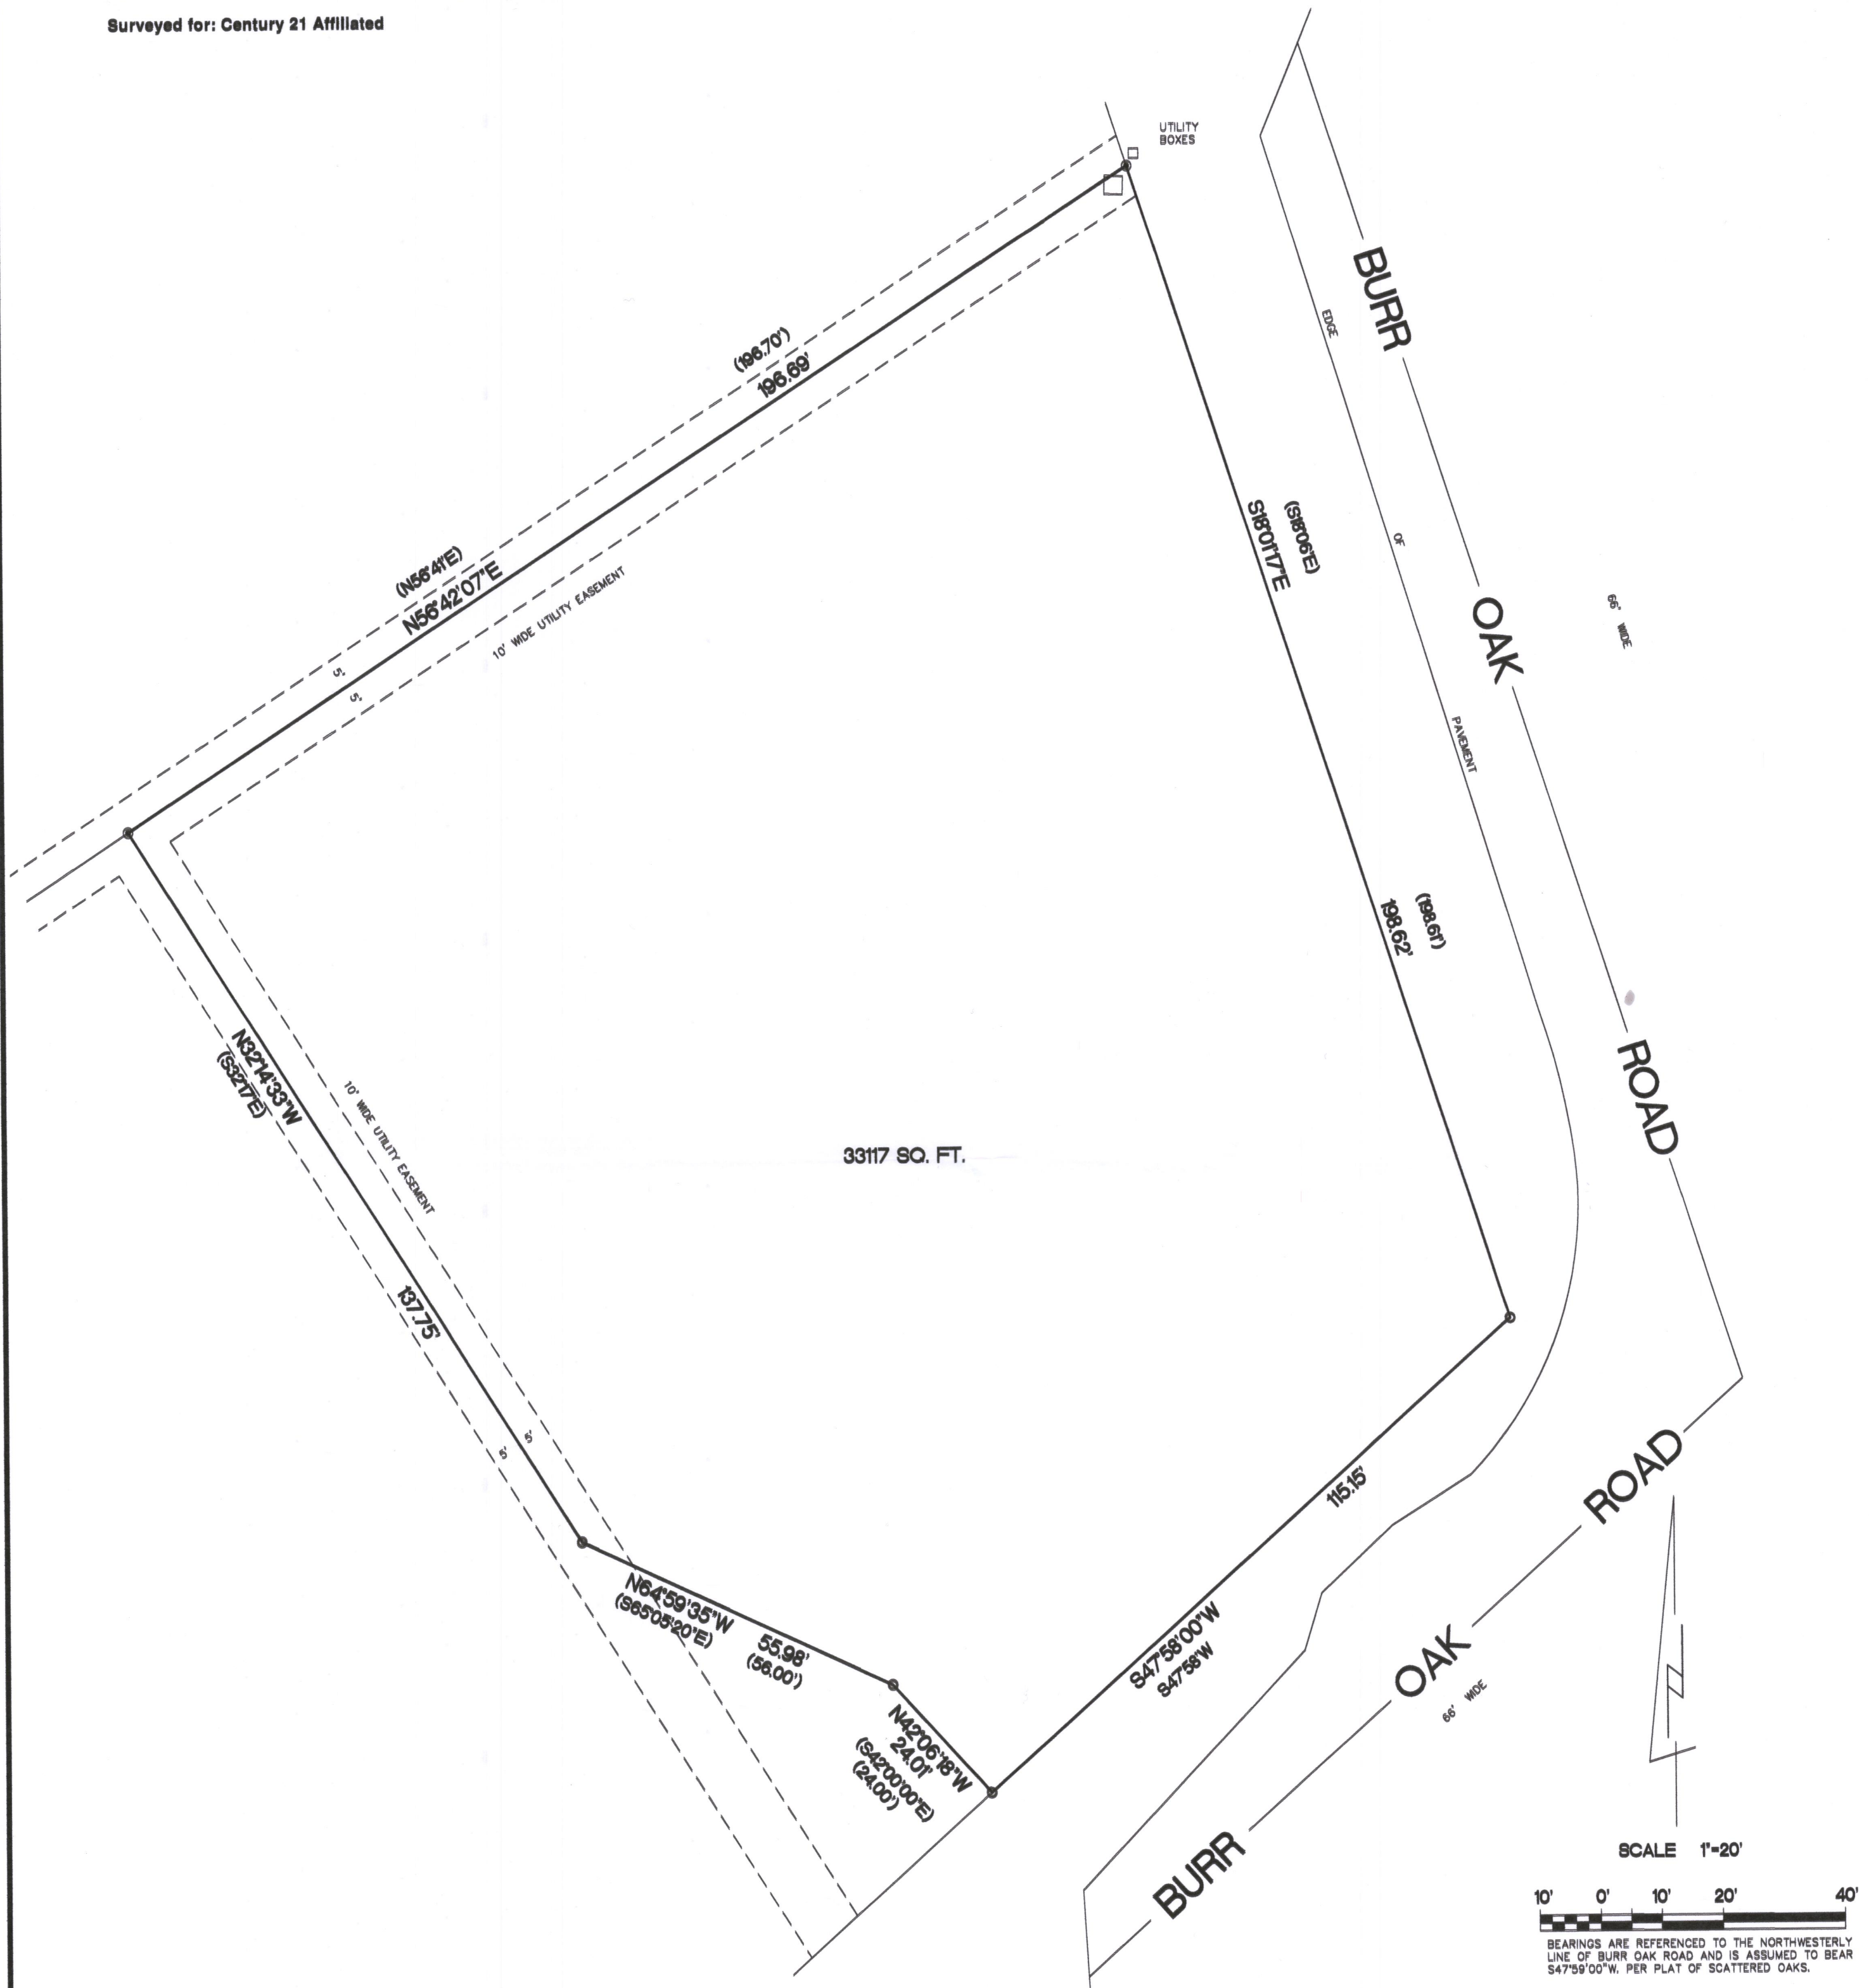 Surveyed for: Century 21 Affiliated
UTILITY
BOXES
BURR
OAK
ROAD
66' WIDE
EDGE
OF
PAVEMENT
(196.70')
196.69'
(N56°41'E)
N56°42'07"E
10' WIDE UTILITY EASEMENT
5'
5'
(S18°06'E)
S18°01'17"E
(198.61')
198.62'
N32°14'33"W
(S32°17'E)
10' WIDE UTILITY EASEMENT
137.75'
5'
5'
33117 SQ. FT.
N64°59'35"W
(S65°05'20"E)
55.98'
(56.00')
N42°06'18"W
24.01'
(S42°00'00"E)
(24.00')
115.15'
S47°58'00"W
S47°58'W
BURR
OAK
ROAD
66' WIDE
N
SCALE 1"=20'
10' 0' 10' 20' 40'
BEARINGS ARE REFERENCED TO THE NORTHWESTERLY
LINE OF BURR OAK ROAD AND IS ASSUMED TO BEAR
S47°59'00"W. PER PLAT OF SCATTERED OAKS.